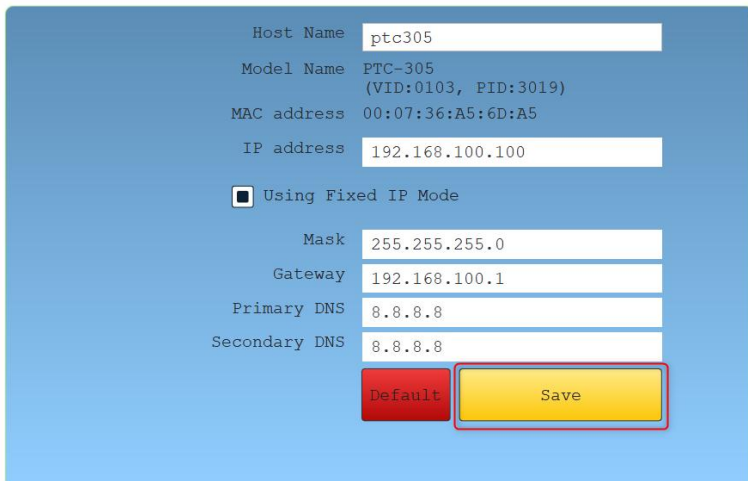 Host Name ptc305
Model Name PTC-305
(VID:0103, PID:3019)
MAC address 00:07:36:A5:6D:A5
IP address 192.168.100.100
Using Fixed IP Mode
Mask 255.255.255.0
Gateway 192.168.100.1
Primary DNS 8.8.8.8
Secondary DNS 8.8.8.8
Default Save